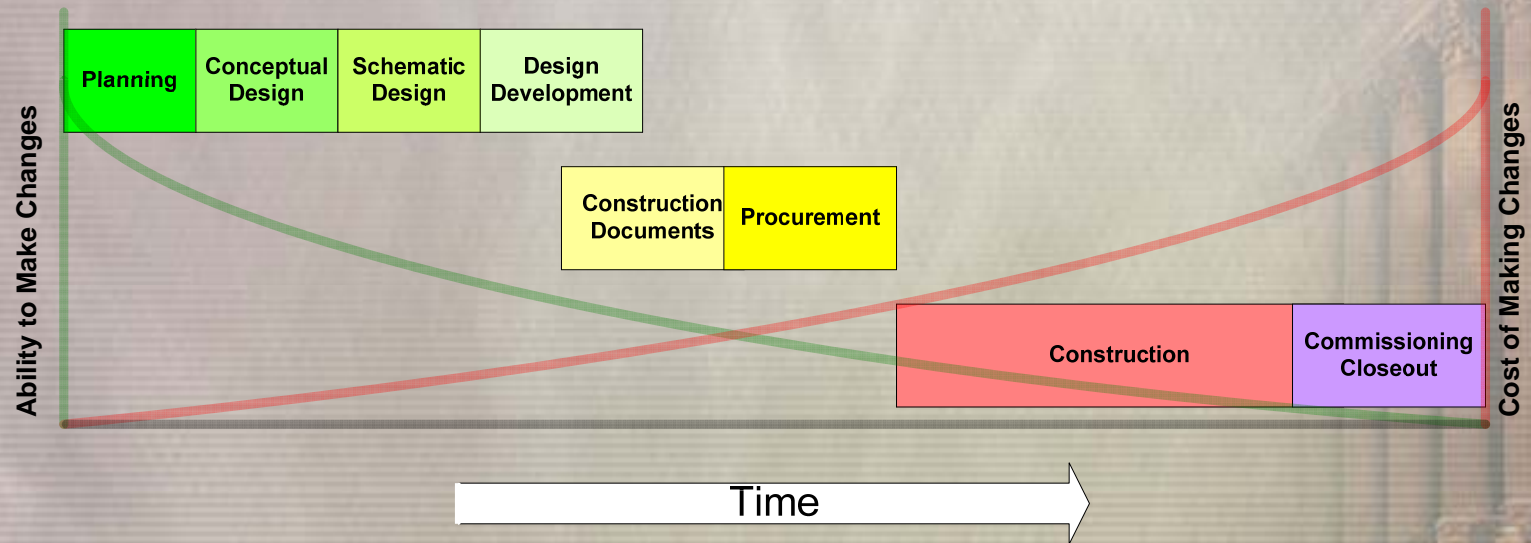 Ability to Make Changes
Planning
Conceptual
Design
Schematic
Design
Design
Development
Construction
Documents
Procurement
Construction
Commissioning
Closeout
Cost of Making Changes
Time